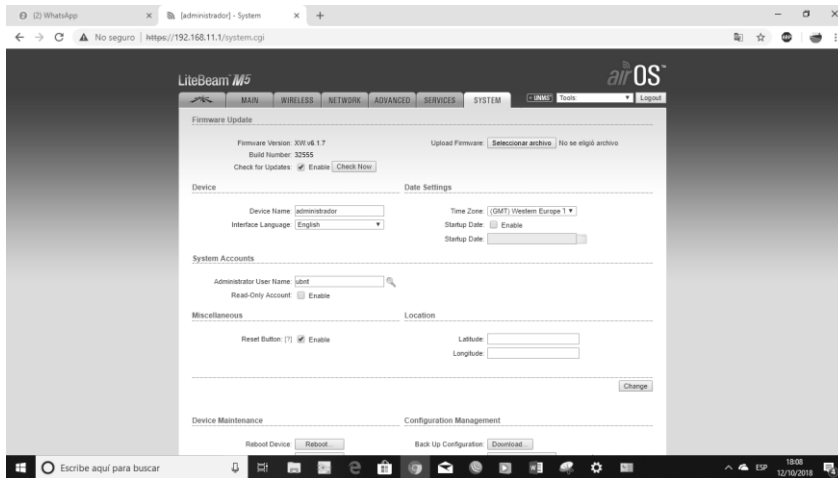 (2) WhatsApp
[administrador] - System
No seguro | https://192.168.11.1/system.cgi
LiteBeam M5
airOS™
MAIN WIRELESS NETWORK ADVANCED SERVICES SYSTEM UNMS Tools: Logout
Firmware Update
Firmware Version: XW v6.1.7
Upload Firmware: Seleccionar archivo No se eligió archivo
Build Number: 32555
Check for Updates: Enable Check Now
Device
Date Settings
Device Name: administrador
Time Zone: (GMT) Western Europe T
Interface Language: English
Startup Date: Enable
Startup Date:
System Accounts
Administrator User Name: ubnt
Read-Only Account: Enable
Miscellaneous
Location
Reset Button: [?] Enable
Latitude:
Longitude:
Change
Device Maintenance
Configuration Management
Reboot Device: Reboot...
Back Up Configuration: Download...
Escribe aquí para buscar
ESP
18:08
12/10/2018